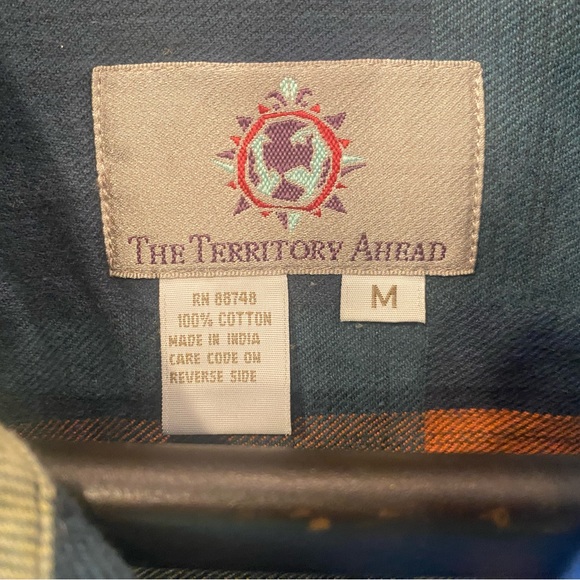 THE TERRITORY AHEAD
RN 88748
100% COTTON
MADE IN INDIA
CARE CODE ON
REVERSE SIDE
M